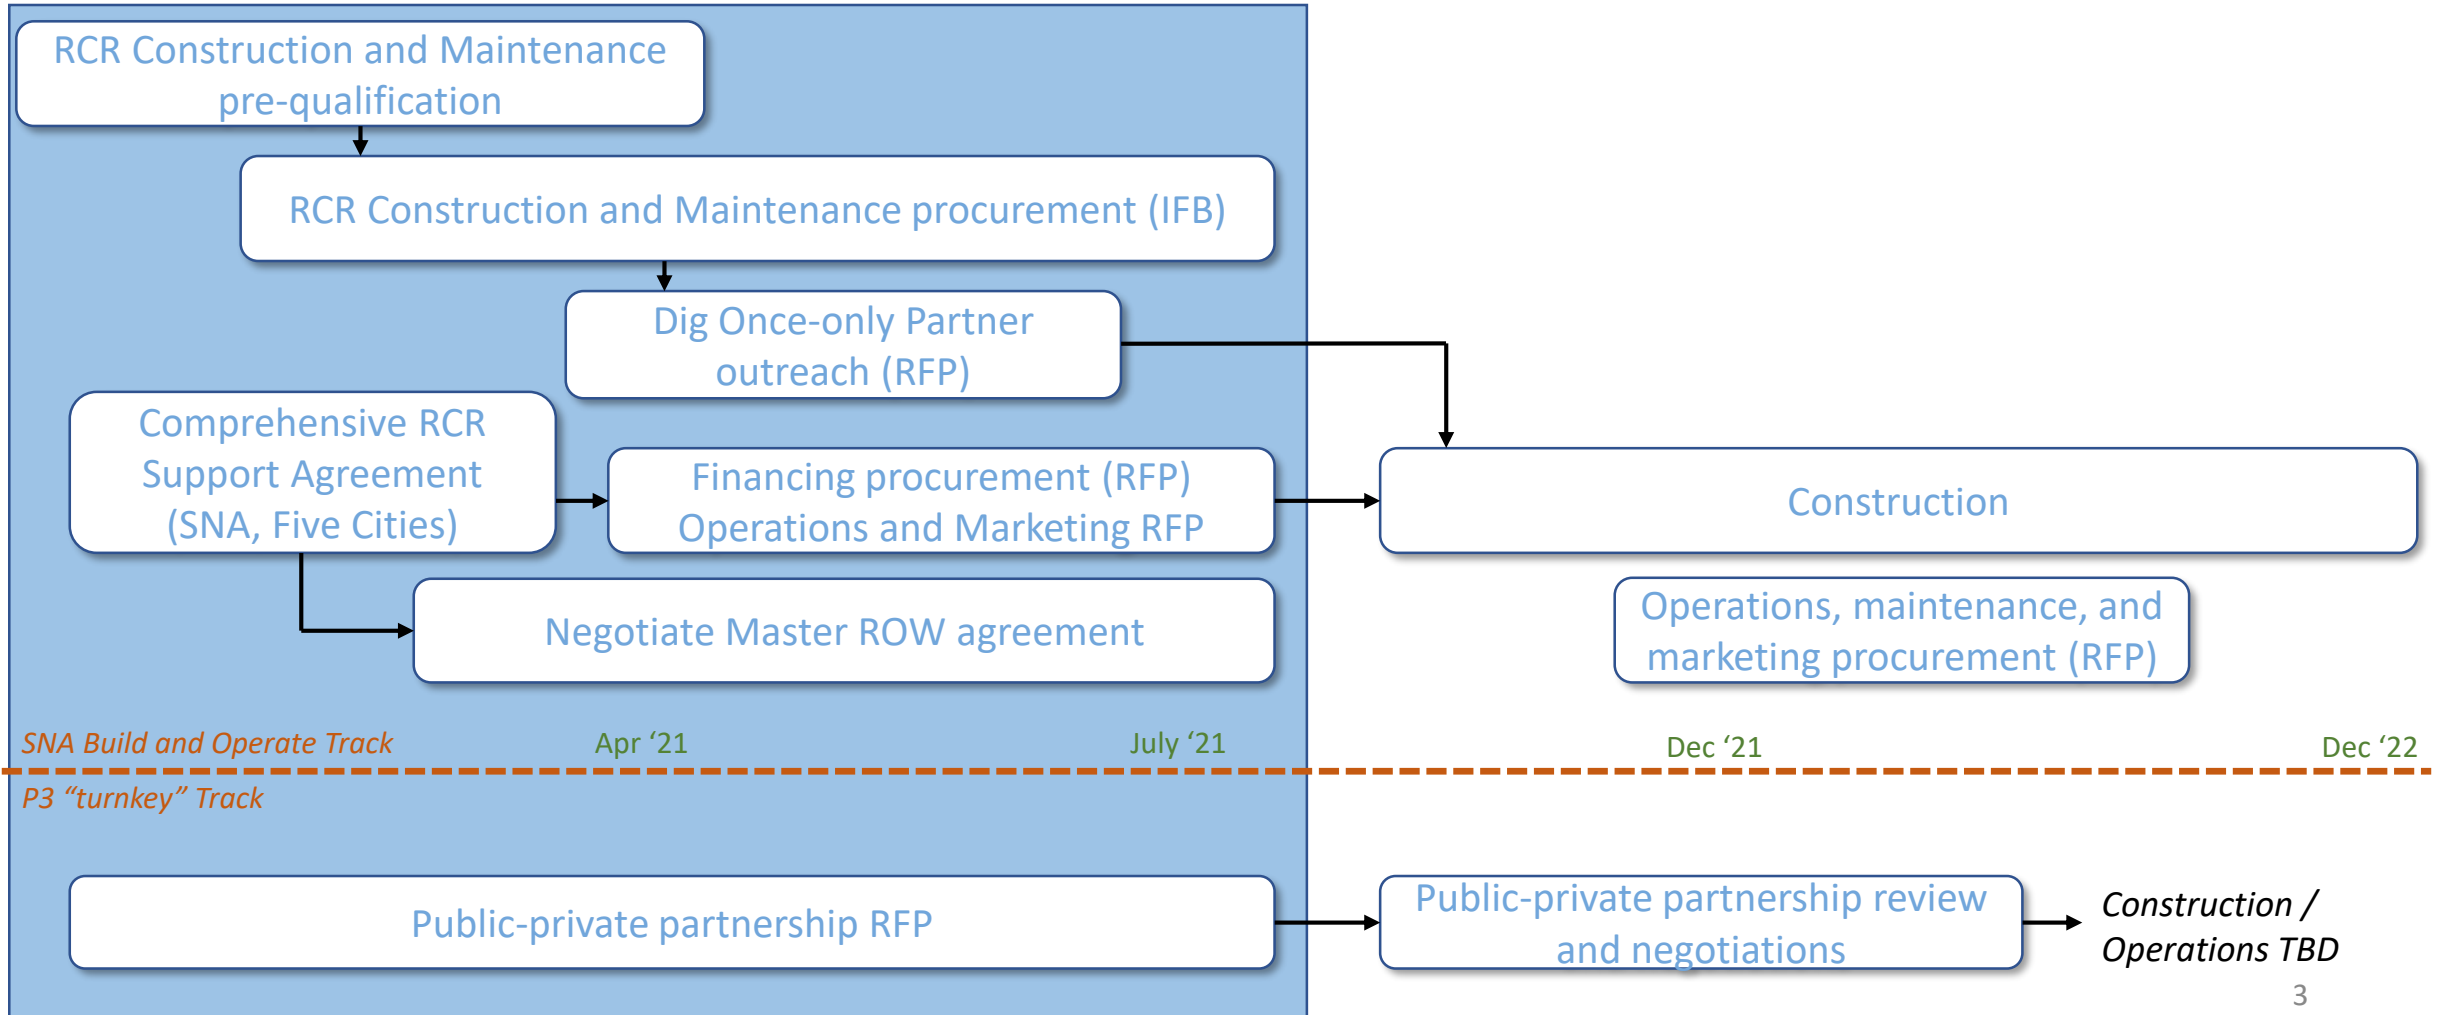 RCR Construction and Maintenance
pre-qualification
RCR Construction and Maintenance procurement (IFB)
Dig Once-only Partner
outreach (RFP)
Comprehensive RCR
Support Agreement
(SNA, Five Cities)
Financing procurement (RFP)
Operations and Marketing RFP
Construction
Negotiate Master ROW agreement
Operations, maintenance, and
marketing procurement (RFP)
SNA Build and Operate Track
Apr ‘21
July ‘21
Dec ‘21
Dec ‘22
P3 “turnkey” Track
Public-private partnership RFP
Public-private partnership review
and negotiations
Construction /
Operations TBD
3